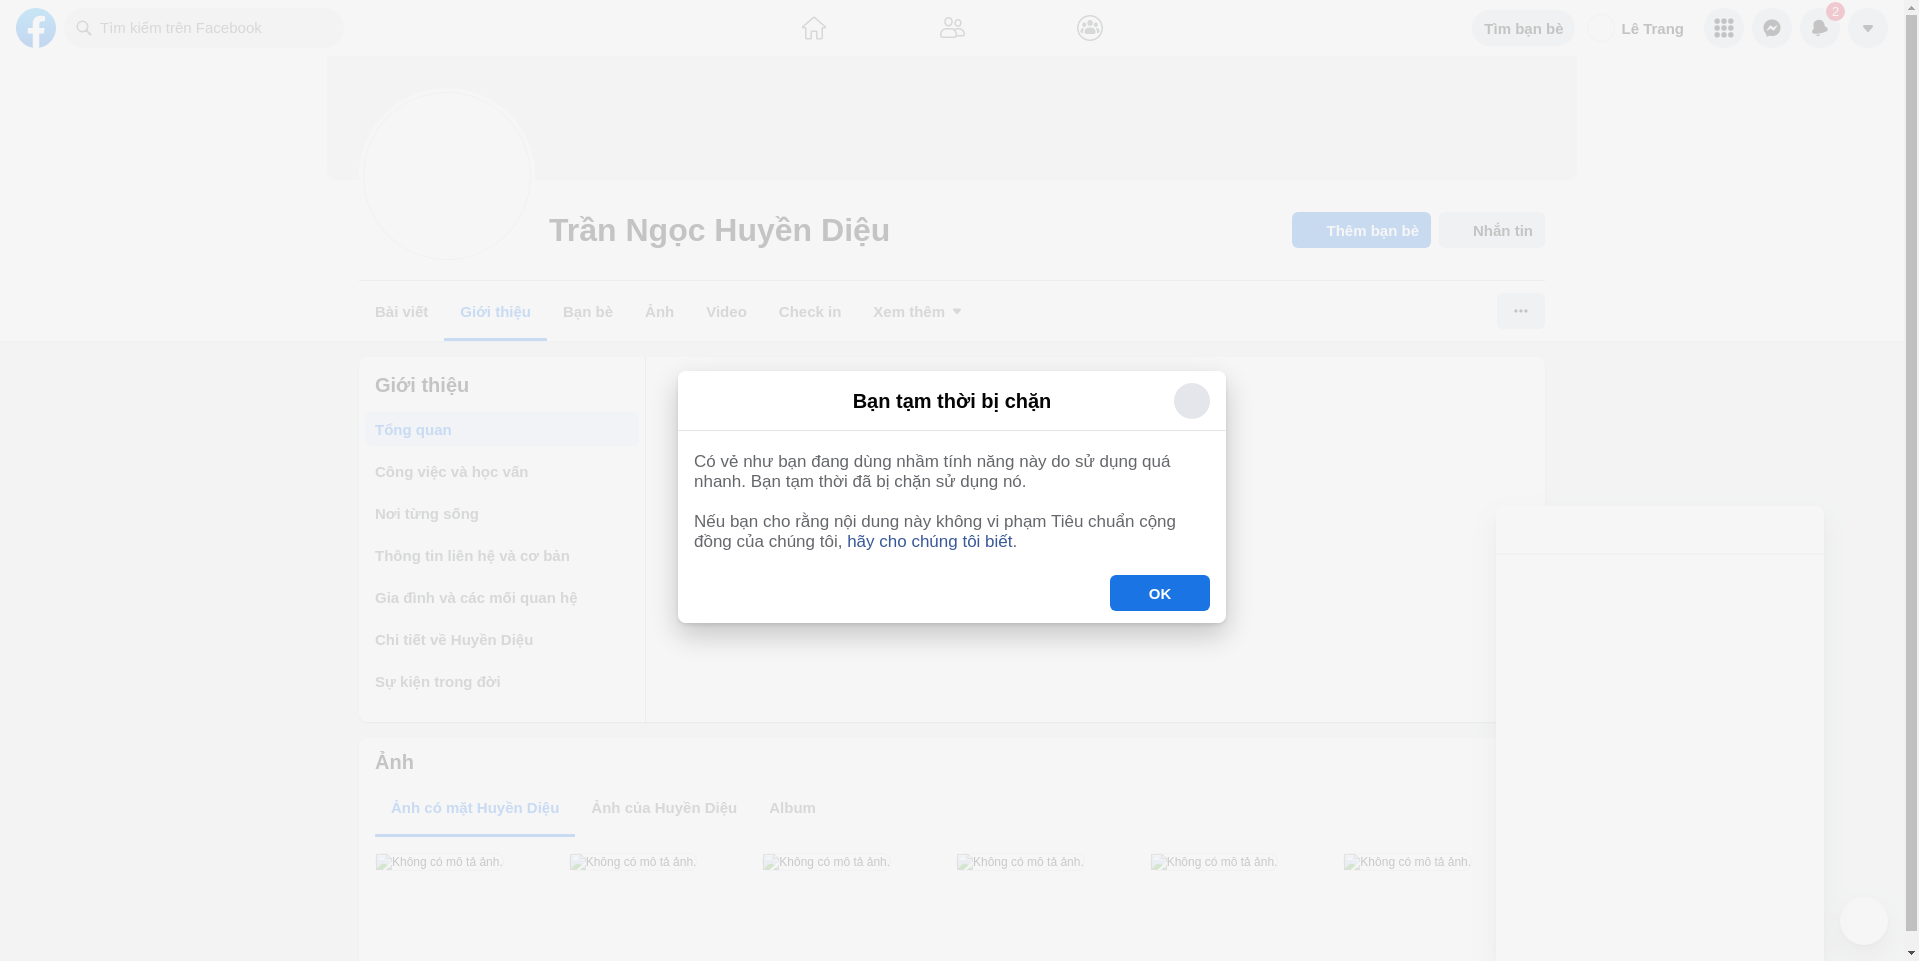 Tìm kiếm trên Facebook
Tìm bạn bè
Lê Trang
2
Trần Ngọc Huyền Diệu
Thêm bạn bè
Nhắn tin
Bài viết
Giới thiệu
Bạn bè
Ảnh
Video
Check in
Xem thêm
Giới thiệu
Tổng quan
Công việc và học vấn
Nơi từng sống
Thông tin liên hệ và cơ bản
Gia đình và các mối quan hệ
Chi tiết về Huyền Diệu
Sự kiện trong đời
Bạn tạm thời bị chặn
Có vẻ như bạn đang dùng nhầm tính năng này do sử dụng quá
nhanh. Bạn tạm thời đã bị chặn sử dụng nó.
Nếu bạn cho rằng nội dung này không vi phạm Tiêu chuẩn cộng
đồng của chúng tôi, hãy cho chúng tôi biết.
OK
Ảnh
Ảnh có mặt Huyền Diệu
Ảnh của Huyền Diệu
Album
Không có mô tả ảnh.
Không có mô tả ảnh.
Không có mô tả ảnh.
Không có mô tả ảnh.
Không có mô tả ảnh.
Không có mô tả ảnh.